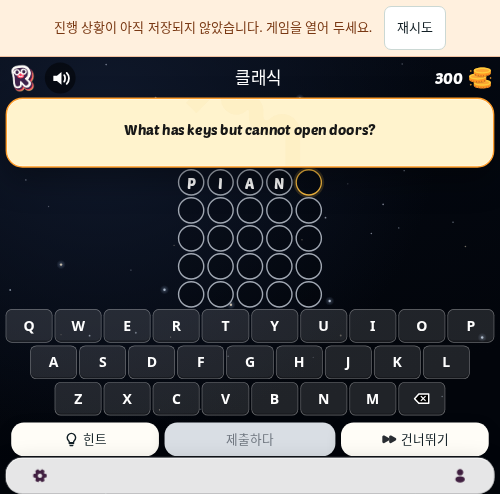 진행 상황이 아직 저장되지 않았습니다. 게임을 열어 두세요. 재시도
클래식 300
What has keys but cannot open doors?
P I A N
Q W E R T Y U I O P
A S D F G H J K L
Z X C V B N M
힌트 제출하다 건너뛰기